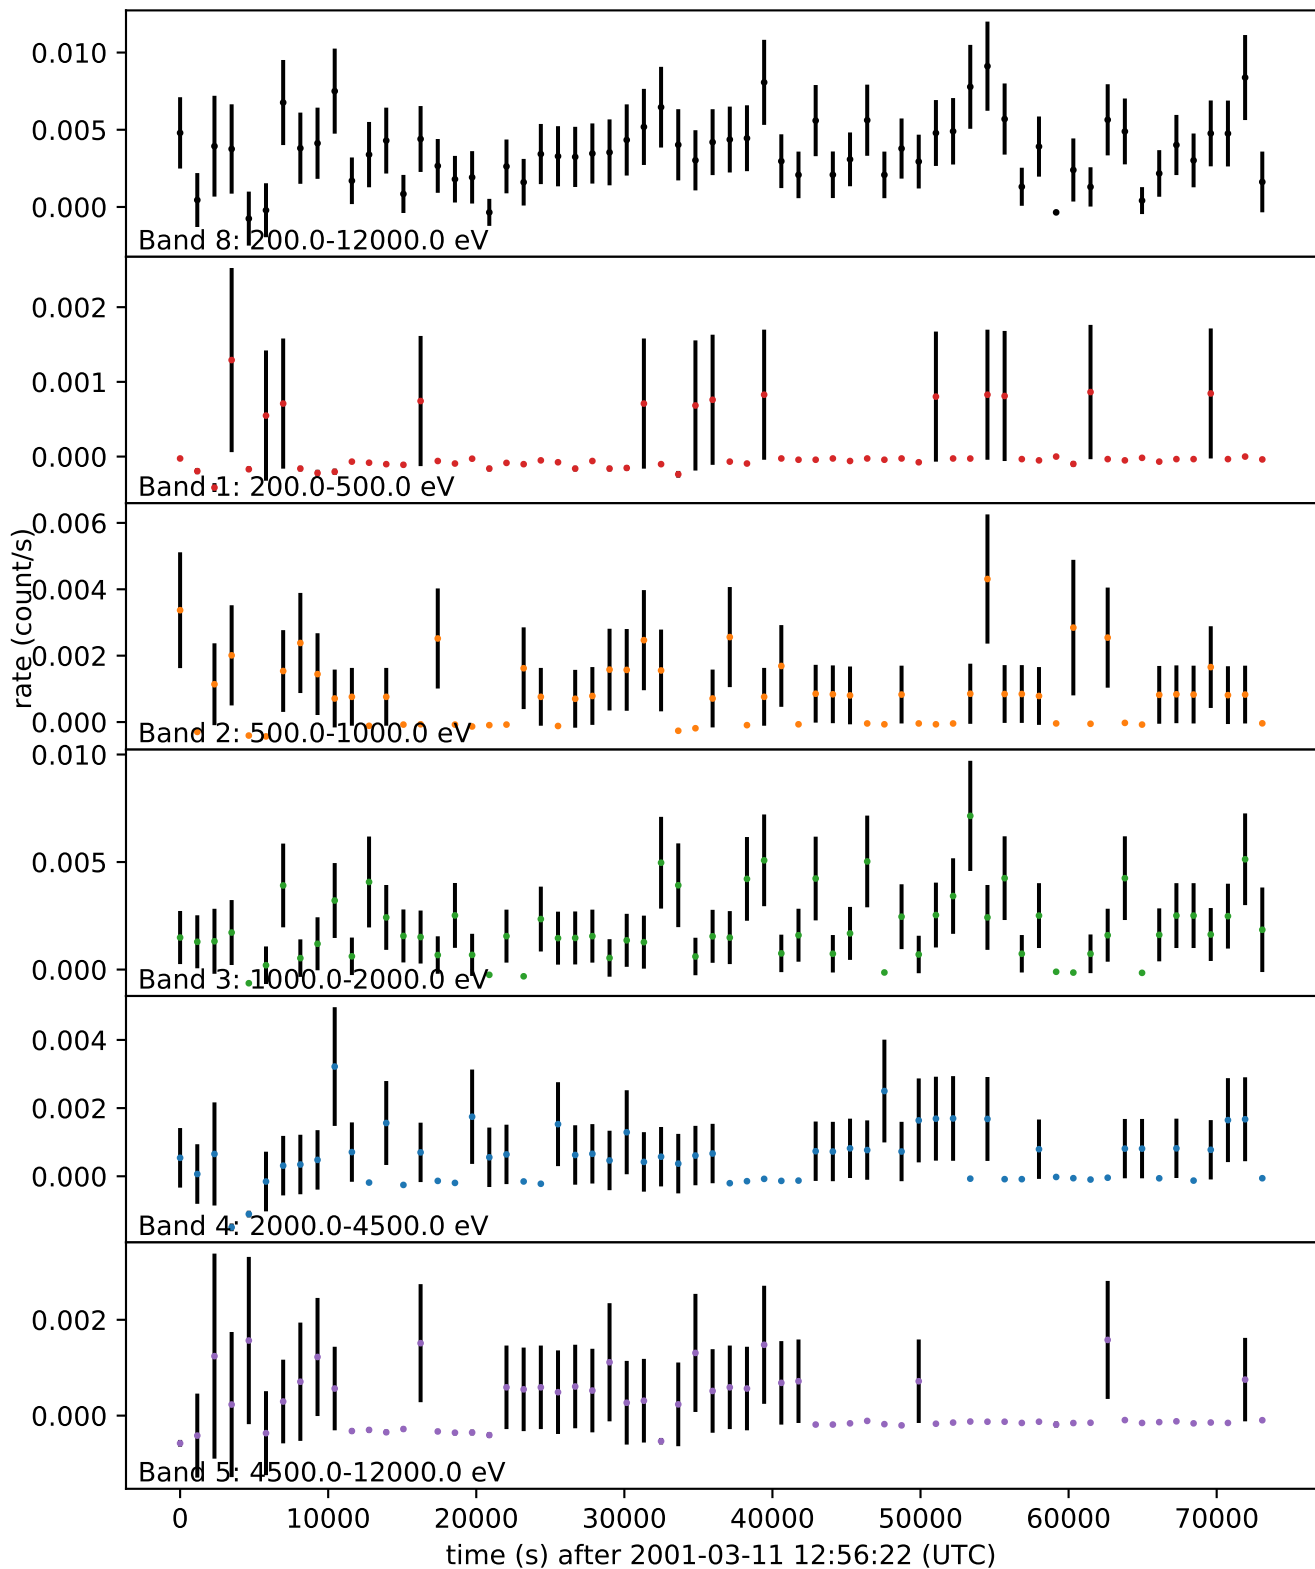 0.010
0.005
0.000
Band 8: 200.0-12000.0 eV
0.002
0.001
0.000
Band 1: 200.0-500.0 eV
rate (count/s)
0.006
0.004
0.002
0.000
Band 2: 500.0-1000.0 eV
0.010
0.005
0.000
Band 3: 1000.0-2000.0 eV
0.004
0.002
0.000
Band 4: 2000.0-4500.0 eV
0.002
0.000
Band 5: 4500.0-12000.0 eV
0 10000 20000 30000 40000 50000 60000 70000
time (s) after 2001-03-11 12:56:22 (UTC)